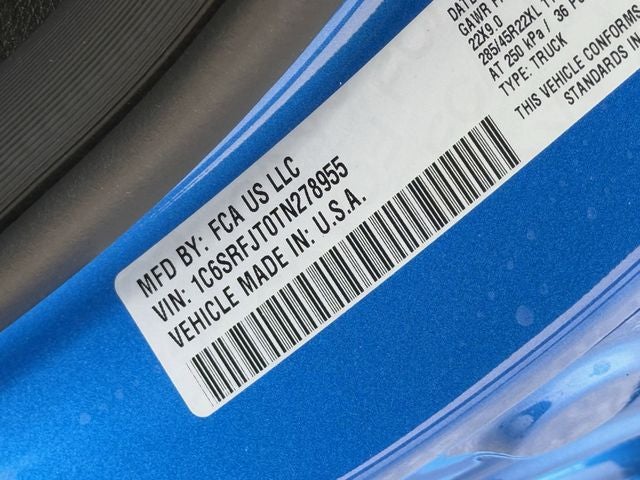 MFD BY: FCA US LLC
VIN: 1C6SRFJT0TN278955
VEHICLE MADE IN: U.S.A.
GAWR
22X9.0
285/45R22XL
AT 250 kPa / 36
TYPE: TRUCK
THIS VEHICLE CONFORMS
STANDARDS IN